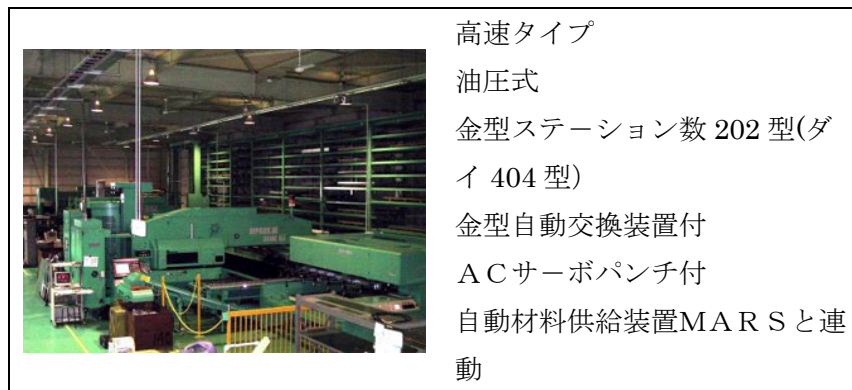 高速タイプ
油圧式
金型ステーション数 202 型(ダ
イ 404 型)
金型自動交換装置付
ＡＣサーボパンチ付
自動材料供給装置MARSと連
動